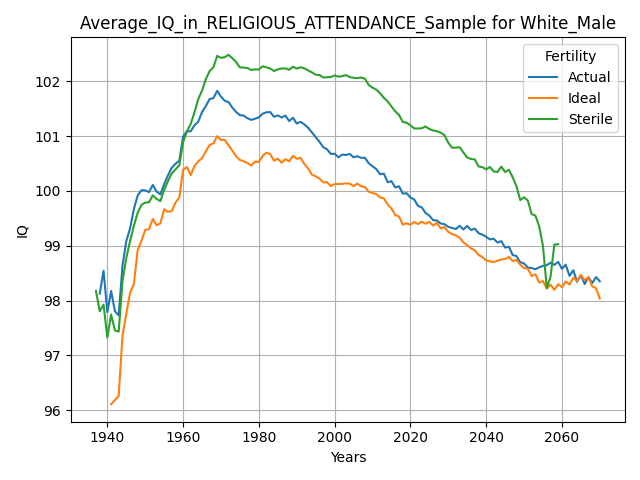 Average_IQ_in_RELIGIOUS_ATTENDANCE_Sample for White_Male
Fertility
Actual
Ideal
Sterile
IQ
102
101
100
99
98
97
96
1940 1960 1980 2000 2020 2040 2060
Years